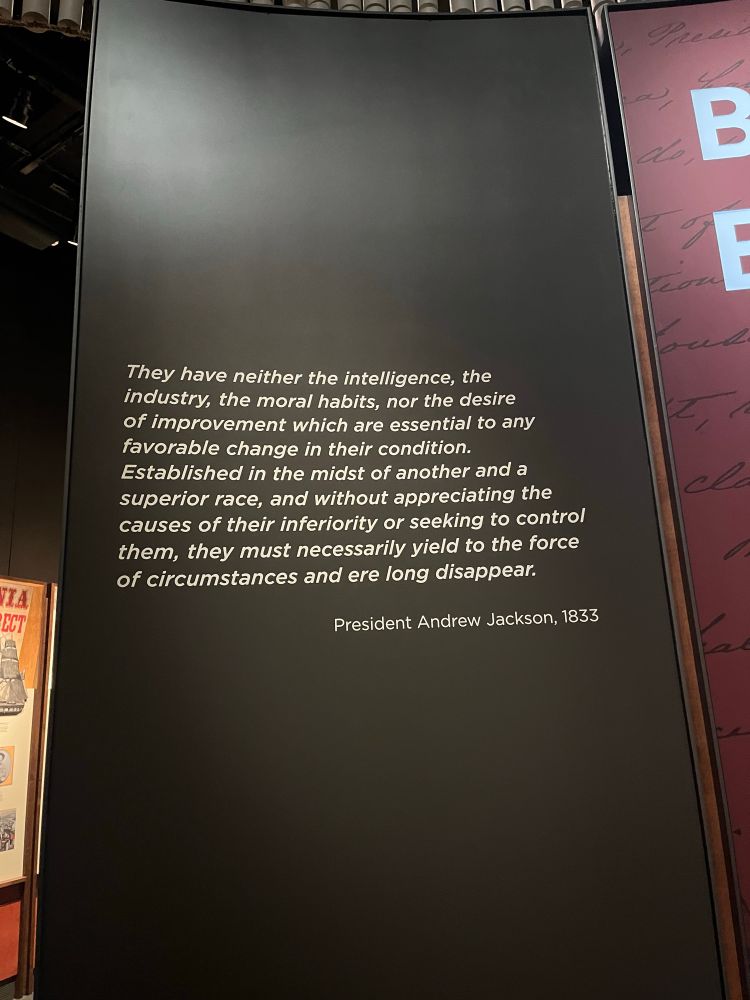 They have neither the intelligence, the
industry, the moral habits, nor the desire
of improvement which are essential to any
favorable change in their condition.
Established in the midst of another and a
superior race, and without appreciating the
causes of their inferiority or seeking to control
them, they must necessarily yield to the force
of circumstances and ere long disappear.
President Andrew Jackson, 1833
B